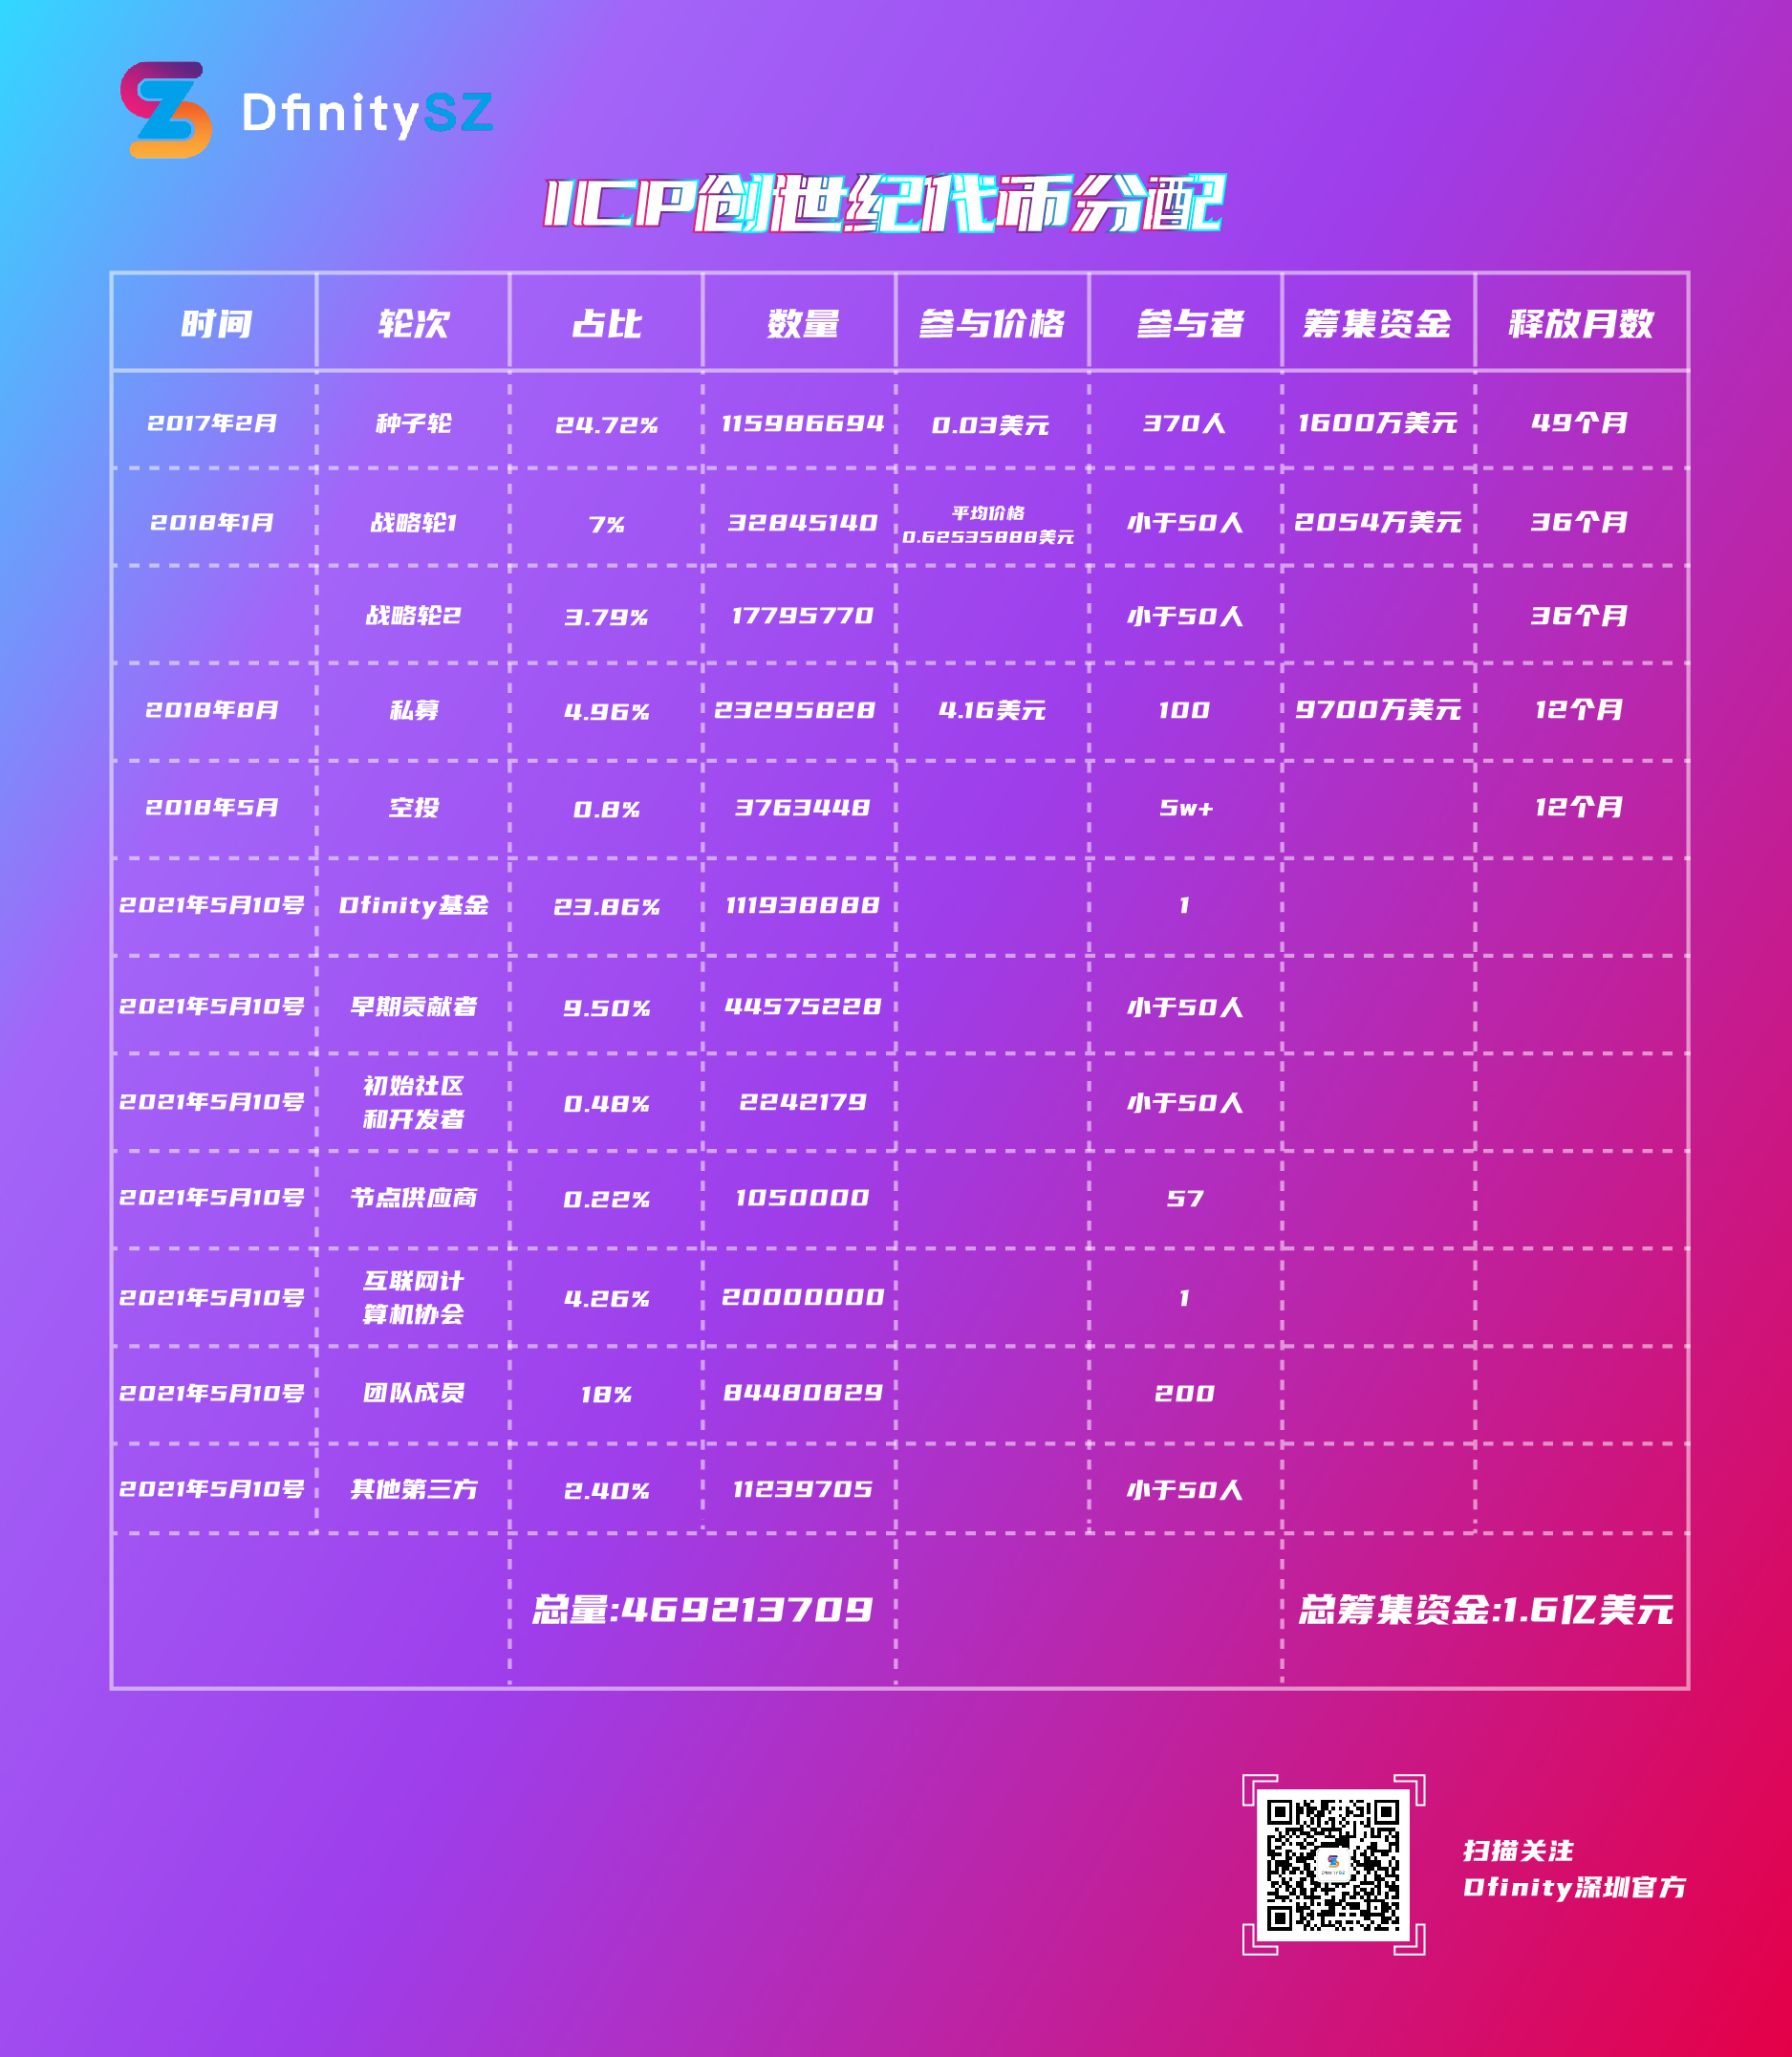 DfinitySZ
ICP创世纪代币分配
时间 轮次 占比 数量 参与价格 参与者 筹集资金 释放月数
2017年2月 种子轮 24.72% 115986694 0.03美元 370人 1600万美元 49个月
2018年1月 战略轮1 7% 32845140 平均价格 0.62535888美元 小于50人 2054万美元 36个月
战略轮2 3.79% 17795770 小于50人 36个月
2018年8月 私募 4.96% 23295828 4.16美元 100 9700万美元 12个月
2018年5月 空投 0.8% 3763448 5w+ 12个月
2021年5月10号 Dfinity基金 23.86% 111938888 1
2021年5月10号 早期贡献者 9.50% 44575228 小于50人
2021年5月10号 初始社区 和开发者 0.48% 2242179 小于50人
2021年5月10号 节点供应商 0.22% 1050000 57
2021年5月10号 互联网计 算机协会 4.26% 20000000 1
2021年5月10号 团队成员 18% 84480829 200
2021年5月10号 其他第三方 2.40% 11239705 小于50人
总量:469213709 总筹集资金:1.6亿美元
扫描关注
Dfinity深圳官方